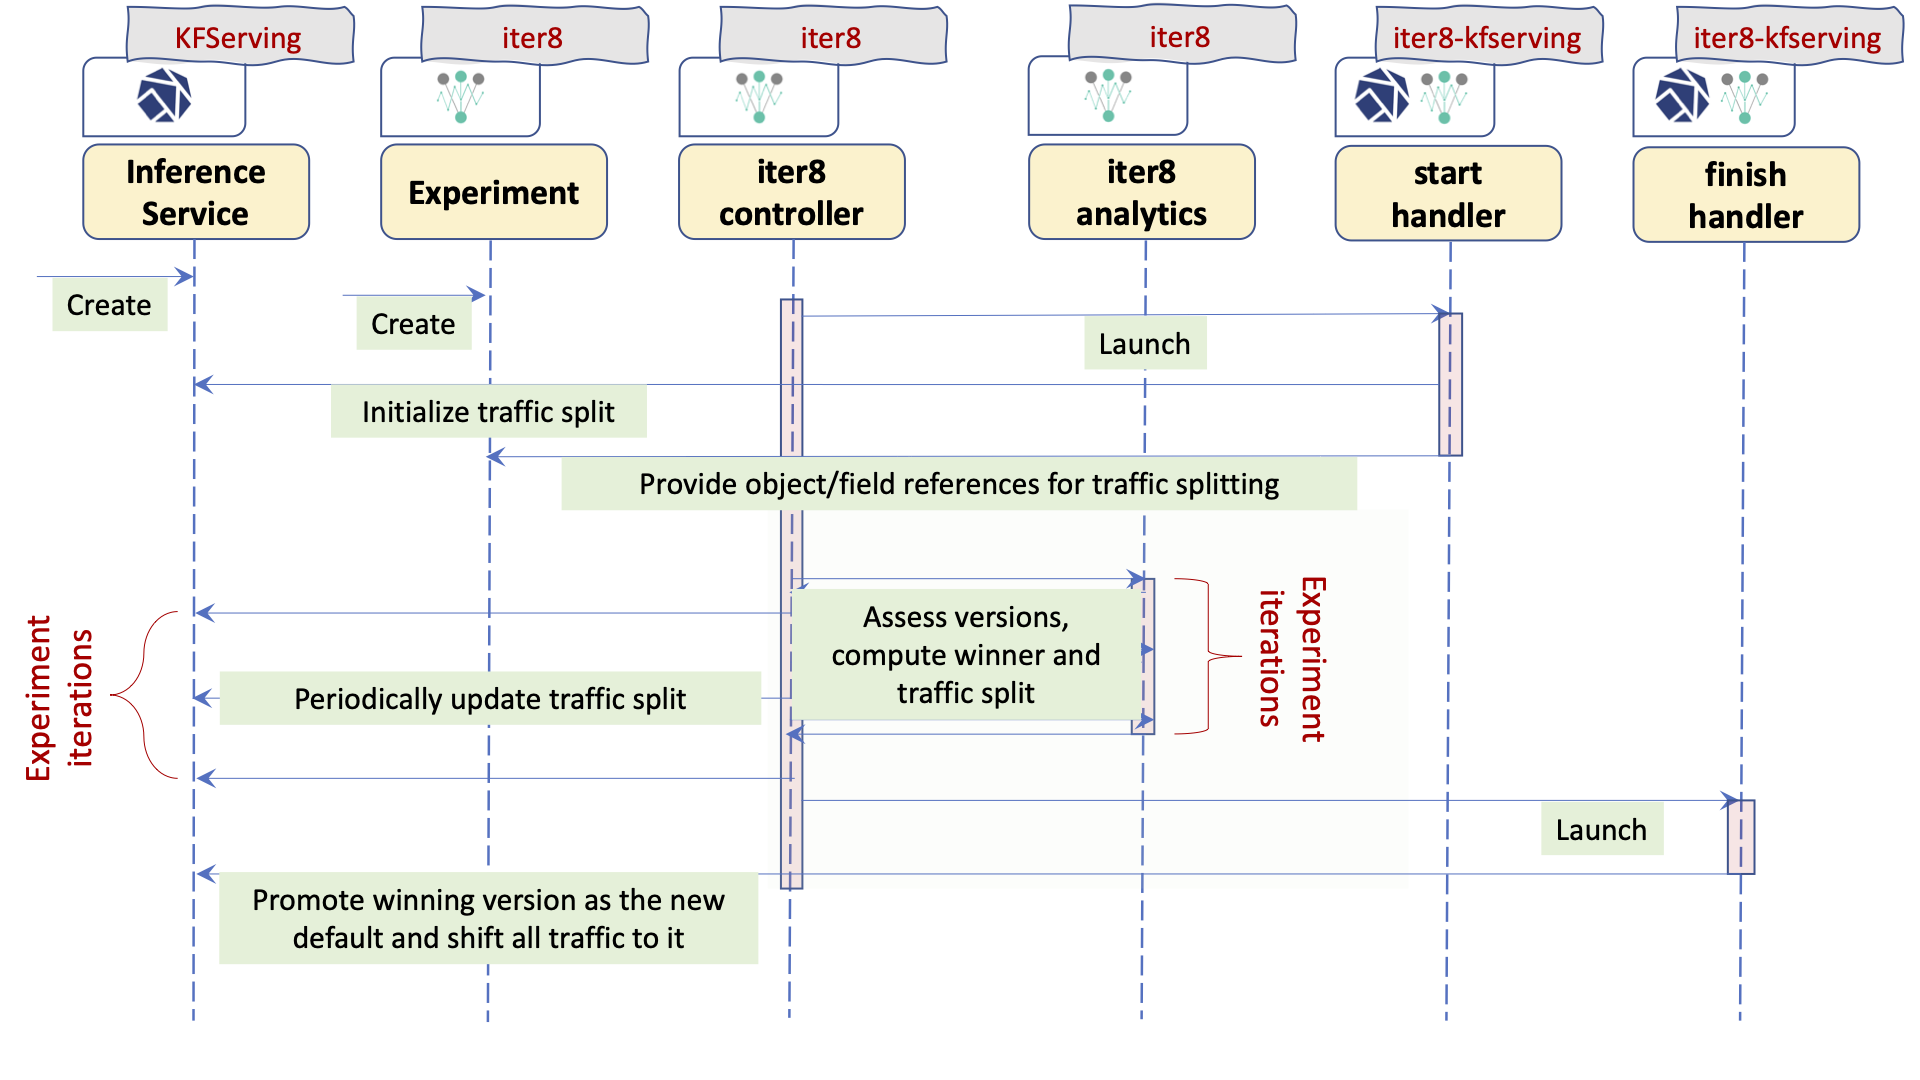 KFServing
iter8
iter8
iter8
iter8-kfserving
iter8-kfserving
Inference
Service
Experiment
iter8
controller
iter8
analytics
start
handler
finish
handler
Create
Create
Launch
Initialize traffic split
Provide object/field references for traffic splitting
Experiment
iterations
Assess versions,
compute winner and
traffic split
Experiment
iterations
Periodically update traffic split
Launch
Promote winning version as the new
default and shift all traffic to it